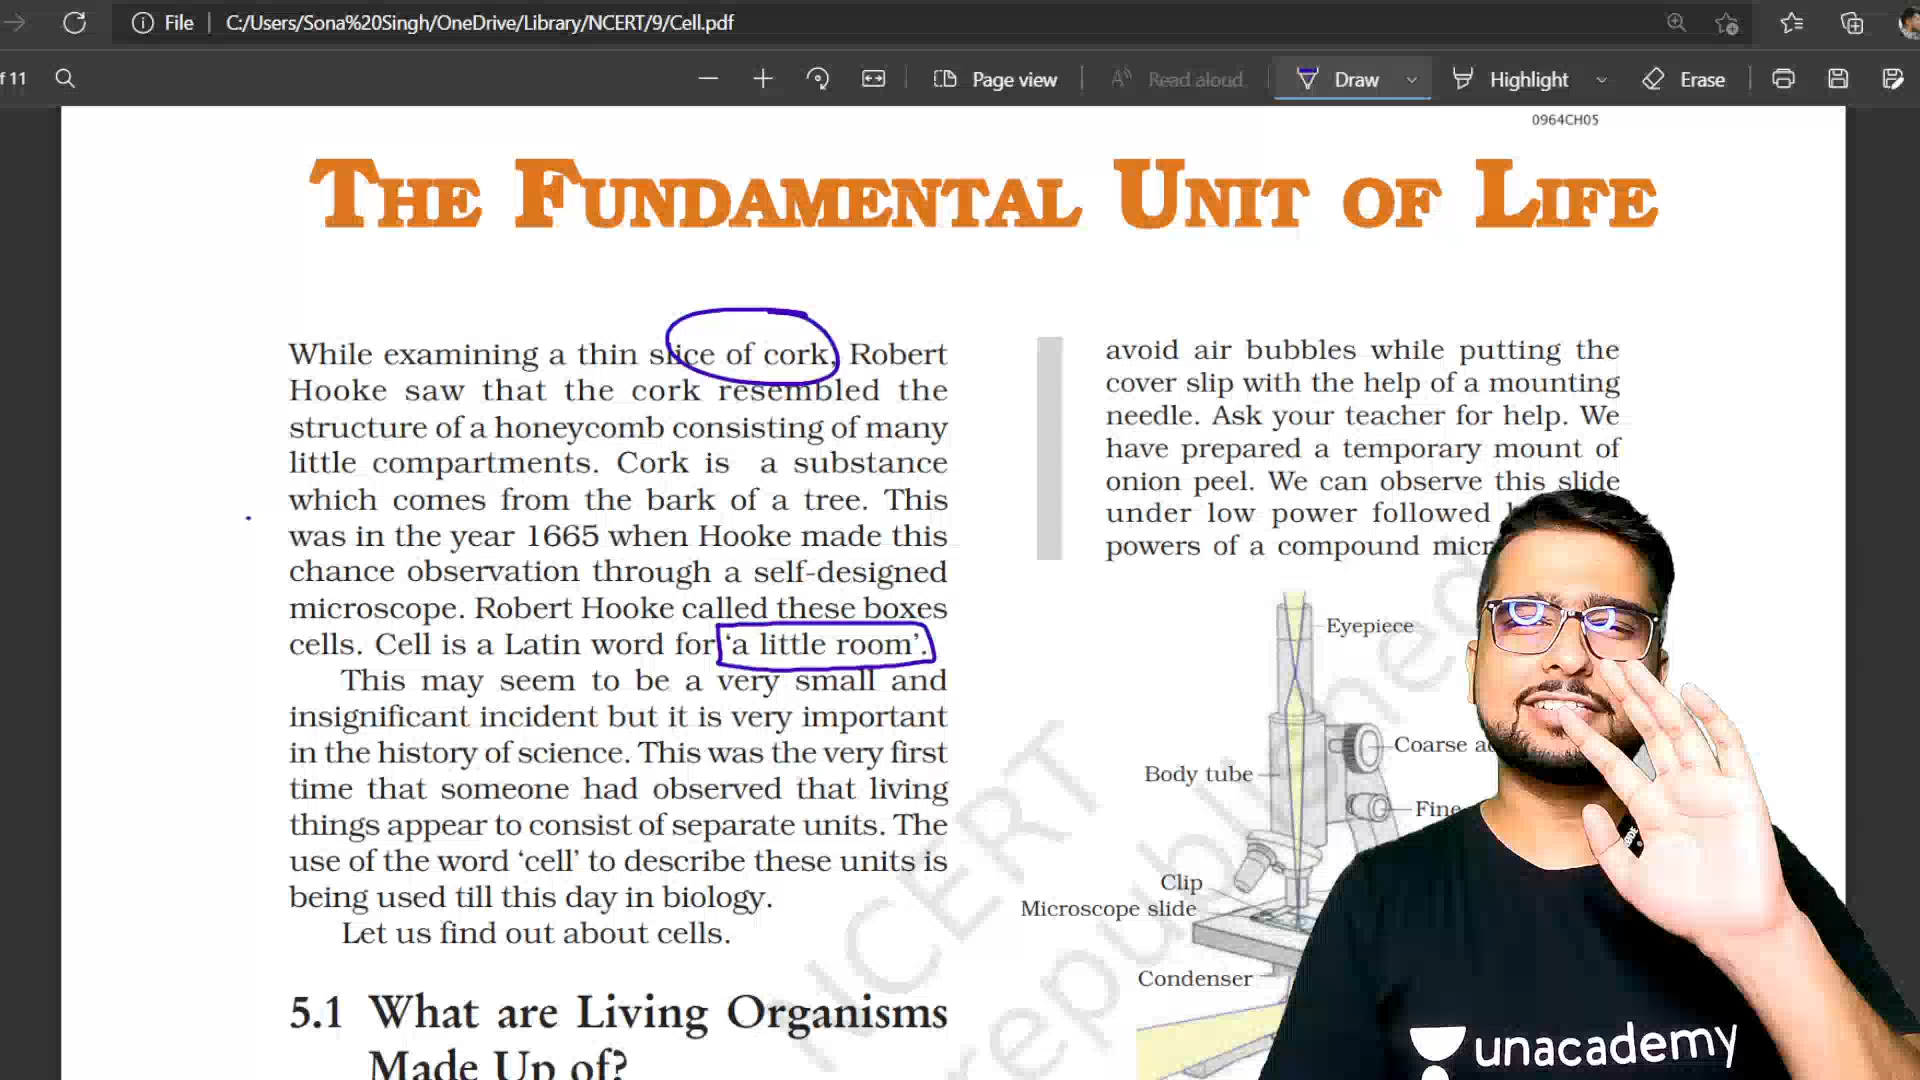 File | C:/Users/Sona%20Singh/OneDrive/Library/NCERT/9/Cell.pdf
f 11
Page view
Read aloud
Draw
Highlight
Erase
0964CH05
THE FUNDAMENTAL UNIT OF LIFE
While examining a thin slice of cork, Robert
Hooke saw that the cork resembled the
structure of a honeycomb consisting of many
little compartments. Cork is a substance
which comes from the bark of a tree. This
was in the year 1665 when Hooke made this
chance observation through a self-designed
microscope. Robert Hooke called these boxes
cells. Cell is a Latin word for ‘a little room’.
This may seem to be a very small and
insignificant incident but it is very important
in the history of science. This was the very first
time that someone had observed that living
things appear to consist of separate units. The
use of the word ‘cell’ to describe these units is
being used till this day in biology.
Let us find out about cells.
5.1 What are Living Organisms
Made Up of?
avoid air bubbles while putting the
cover slip with the help of a mounting
needle. Ask your teacher for help. We
have prepared a temporary mount of
onion peel. We can observe this slide
under low power followed
powers of a compound micr
Eyepiece
Coarse
Body tube
Fine
Clip
Microscope slide
Condenser
NCERT
republished
unacademy